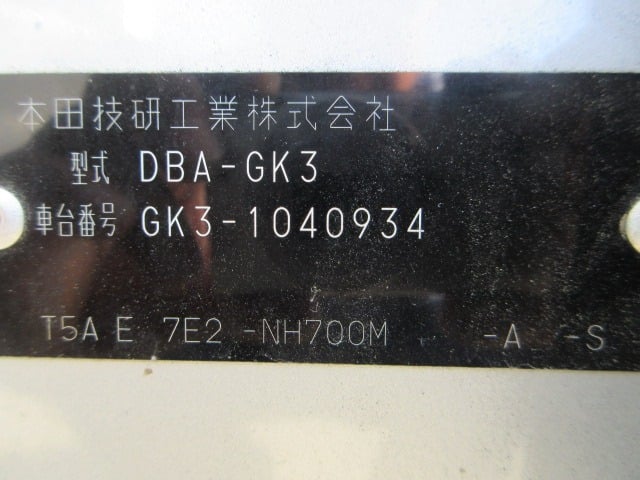 本田技研工業株式会社
型式 DBA-GK3
車台番号 GK3-1040934
T5A E 7E2 -NH700M -A -S